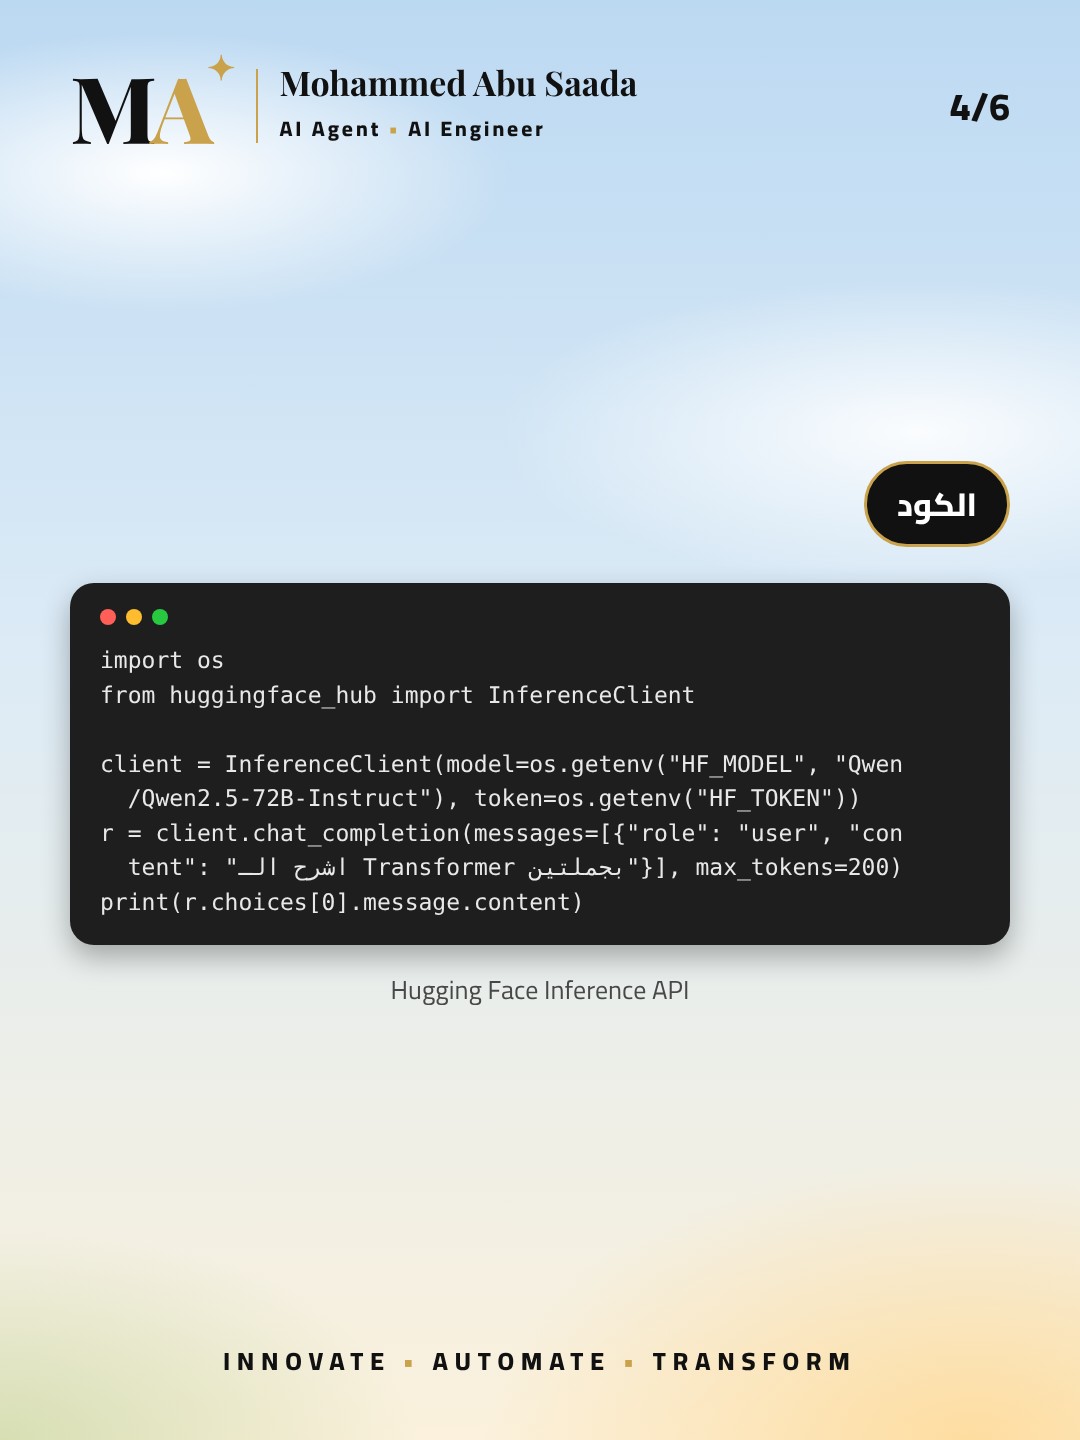 MA
Mohammed Abu Saada
AI Agent ▪ AI Engineer
4/6
الكود
import os
from huggingface_hub import InferenceClient

client = InferenceClient(model=os.getenv("HF_MODEL", "Qwen
/Qwen2.5-72B-Instruct"), token=os.getenv("HF_TOKEN"))
r = client.chat_completion(messages=[{"role": "user", "con
tent": "اشرح الـ Transformer بجملتين"}], max_tokens=200)
print(r.choices[0].message.content)
Hugging Face Inference API
INNOVATE ▪ AUTOMATE ▪ TRANSFORM